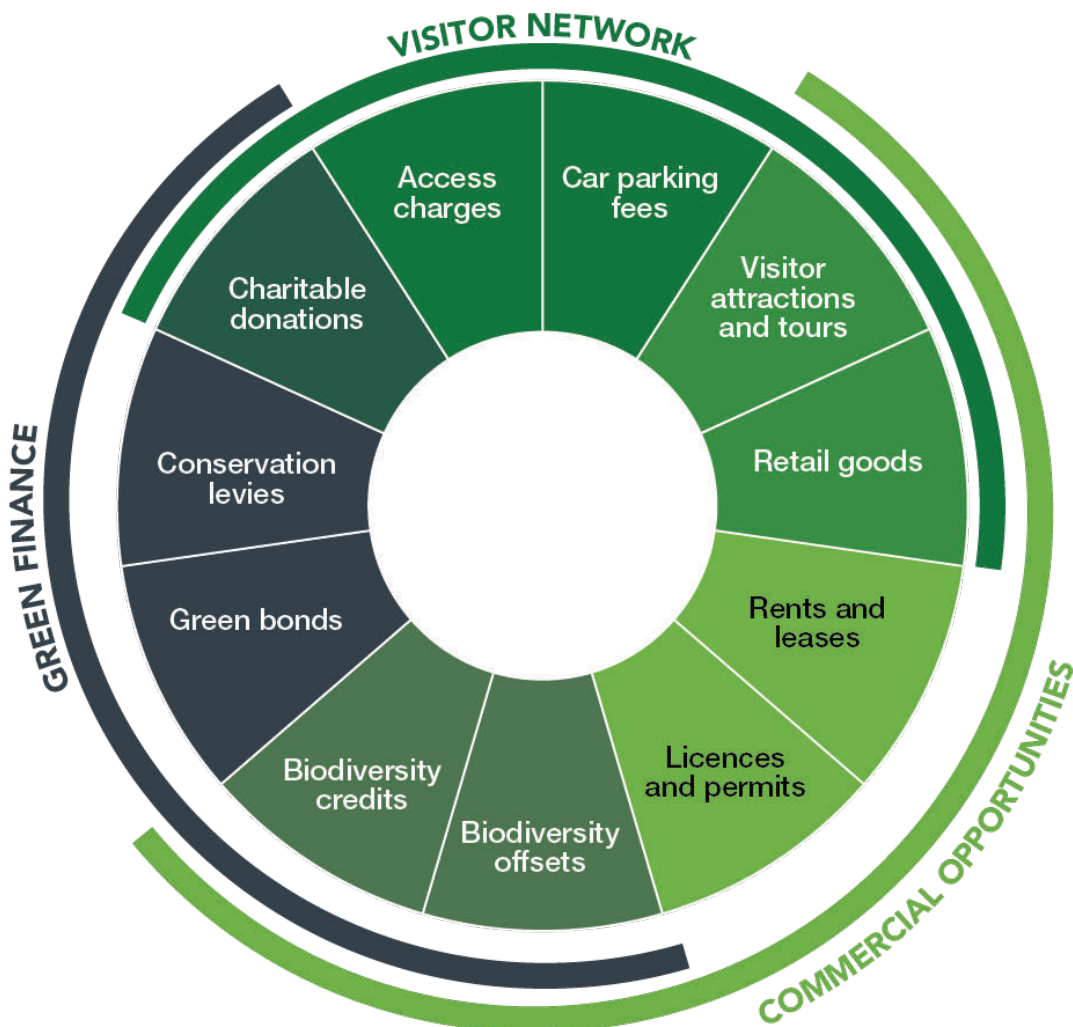 VISITOR NETWORK
Access
charges
Car parking
fees
Visitor
attractions
and tours
Retail goods
Rents and
leases
Licences
and permits
Biodiversity
offsets
Biodiversity
credits
Green bonds
Conservation
levies
Charitable
donations
GREEN FINANCE
COMMERCIAL OPPORTUNITIES